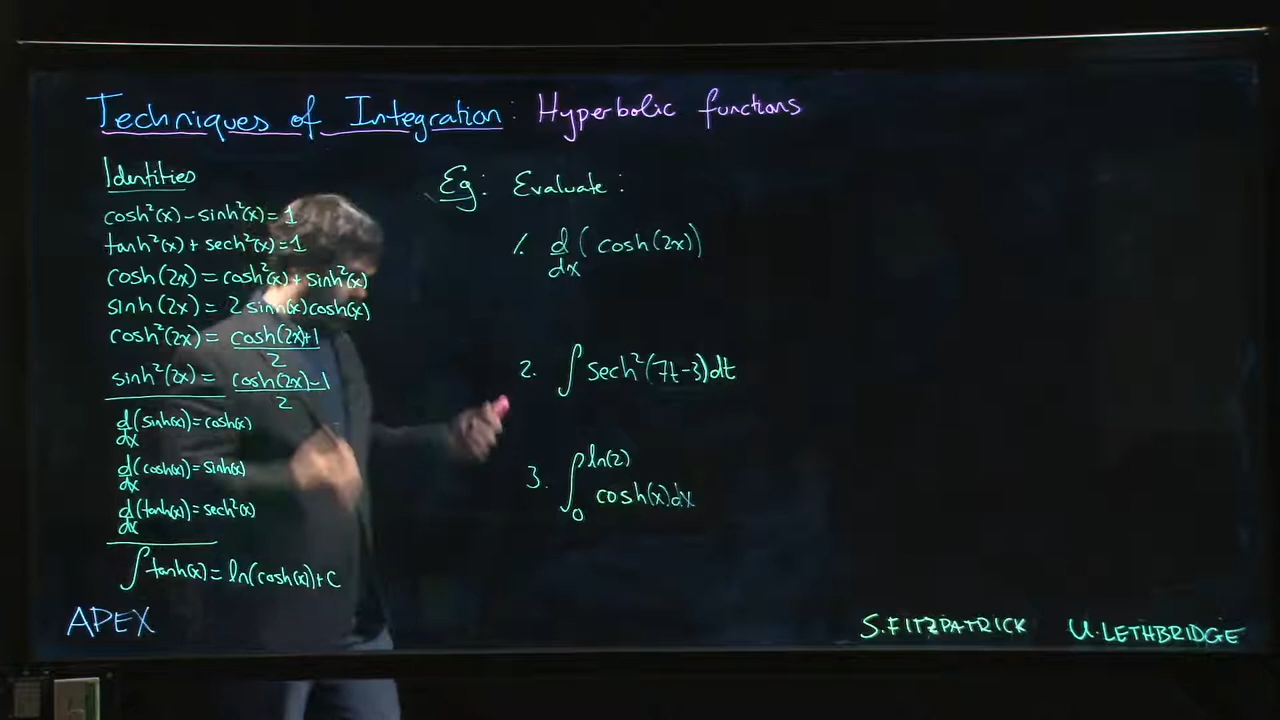 Techniques of Integration: Hyperbolic functions
Identities
cosh²(x) - sinh²(x) = 1
tanh²(x) + sech²(x) = 1
cosh(2x) = cosh²(x) + sinh²(x)
sinh(2x) = 2 sinh(x)cosh(x)
cosh²(2x) = (cosh(2x)+1)/2
sinh²(2x) = (cosh(2x)-1)/2
d/dx (sinh(x)) = cosh(x)
d/dx (cosh(x)) = sinh(x)
d/dx (tanh(x)) = sech²(x)
∫ tanh(x) = ln(cosh(x)) + C
Eg: Evaluate:
1. d/dx (cosh(2x))
2. ∫ sech²(7t-3)dt
3. ∫₀^ln(2) cosh(x)dx
APEX
S.FITZPATRICK U.LETHBRIDGE